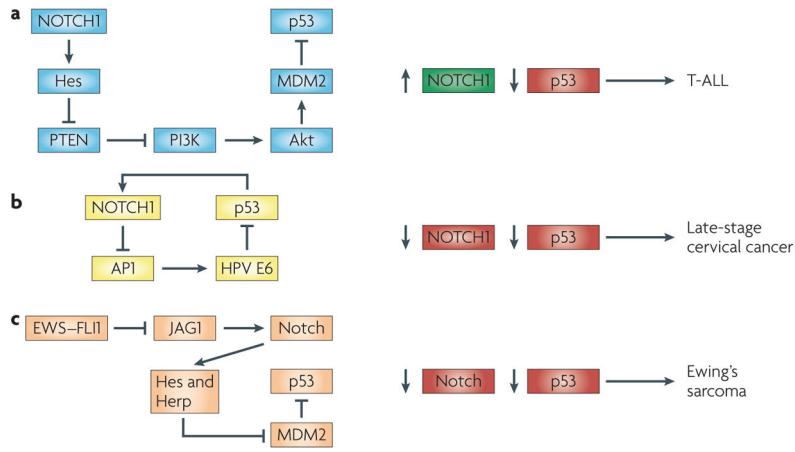 a
NOTCH1
Hes
PTEN
PI3K
Akt
MDM2
p53
NOTCH1
p53
T-ALL
b
NOTCH1
p53
AP1
HPV E6
NOTCH1
p53
Late-stage
cervical cancer
c
EWS–FLI1
JAG1
Notch
Hes and
Herp
p53
MDM2
Notch
p53
Ewing's
sarcoma